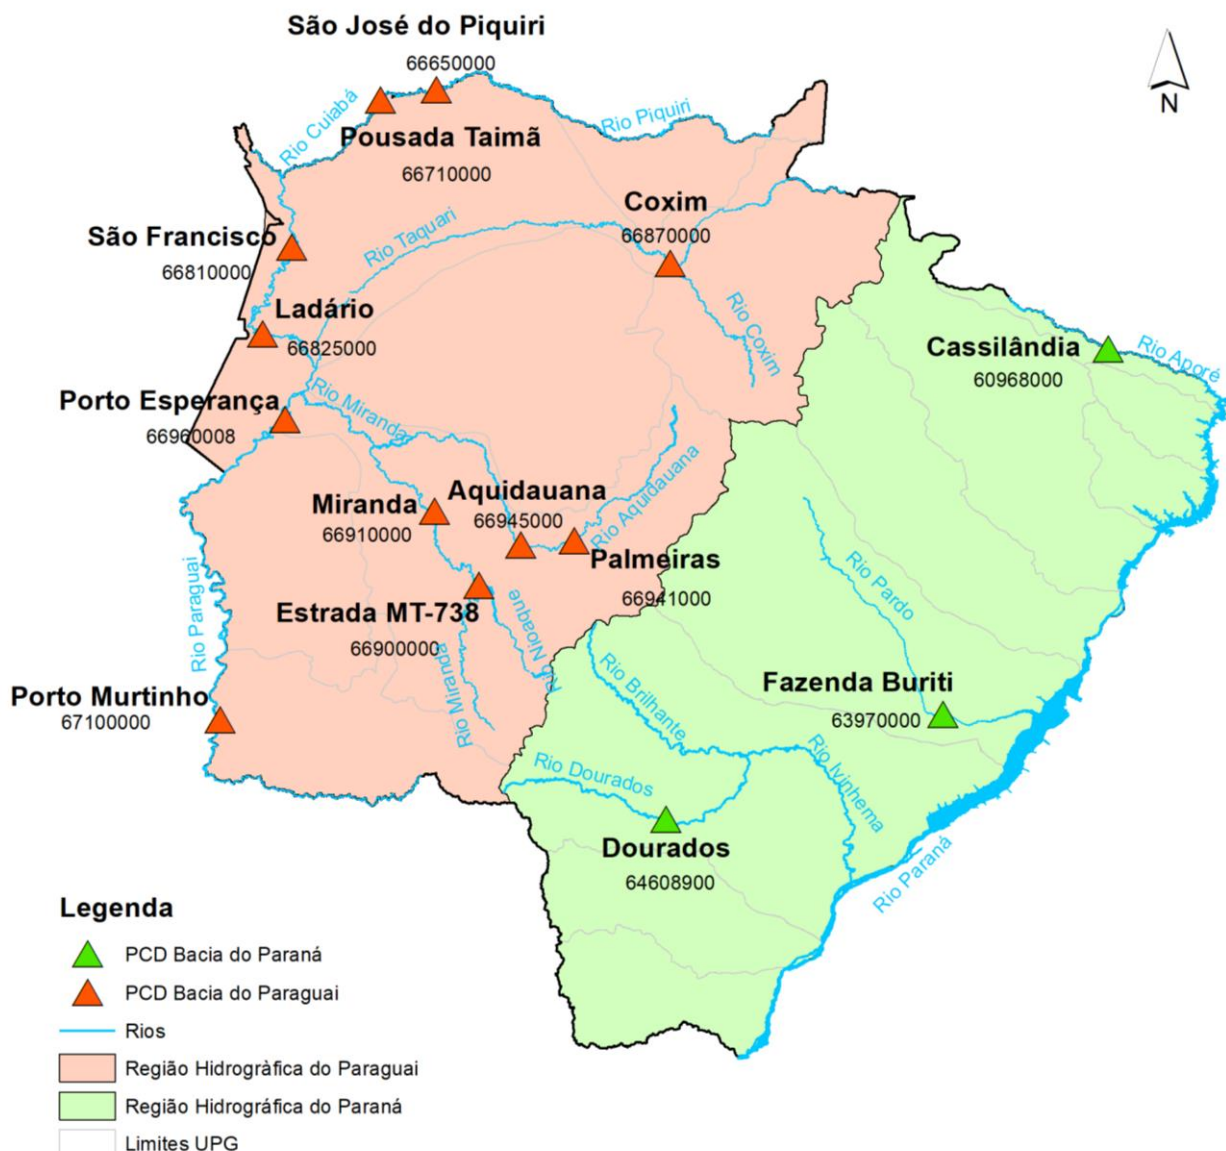 São José do Piquiri
66650000
N
Rio Cuiabá
Pousada Taimã
66710000
Rio Piquiri
Coxim
66870000
São Francisco
66810000
Rio Taquari
Ladário
66825000
Rio Coxim
Cassilândia
60968000
Rio Aporé
Porto Esperança
66960008
Rio Miranda
Miranda
66910000
Aquidauana
66945000
Rio Aquidauana
Palmeiras
66941000
Rio Pardo
Rio Paraguai
Estrada MT-738
66900000
Rio Nioaque
Rio Miranda
Rio Brilhante
Fazenda Buriti
63970000
Porto Murtinho
67100000
Rio Dourados
Rio Ivinhema
Dourados
64608900
Rio Paraná
Legenda
PCD Bacia do Paraná
PCD Bacia do Paraguai
Rios
Região Hidrogràfica do Paraguai
Região Hidrográfica do Paraná
Limites UPG